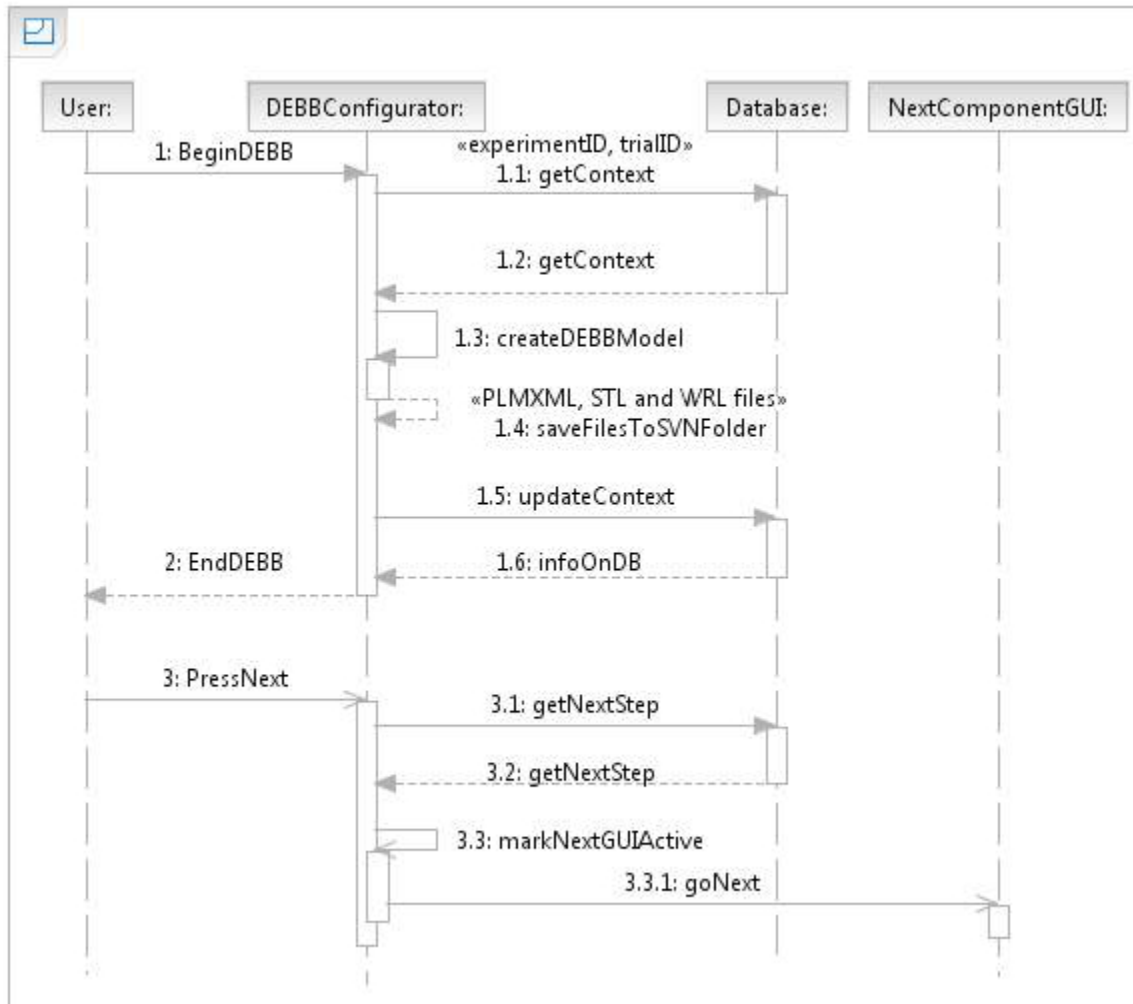 User:
DEBBConfigurator:
Database:
NextComponentGUI:
1: BeginDEBB
«experimentID, trialID»
1.1: getContext
1.2: getContext
1.3: createDEBBModel
«PLMXML, STL and WRL files»
1.4: saveFilesToSVNFolder
1.5: updateContext
2: EndDEBB
1.6: infoOnDB
3: PressNext
3.1: getNextStep
3.2: getNextStep
3.3: markNextGUIActive
3.3.1: goNext